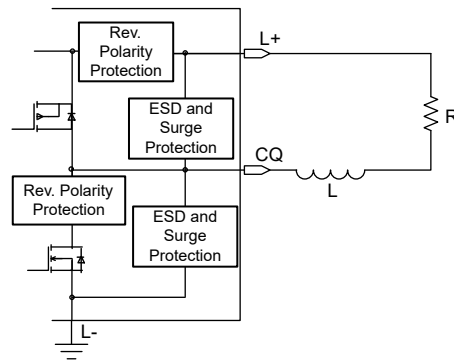 Rev.
Polarity
Protection
L+
R
ESD and
Surge
Protection
CQ
L
Rev. Polarity
Protection
ESD and
Surge
Protection
L-